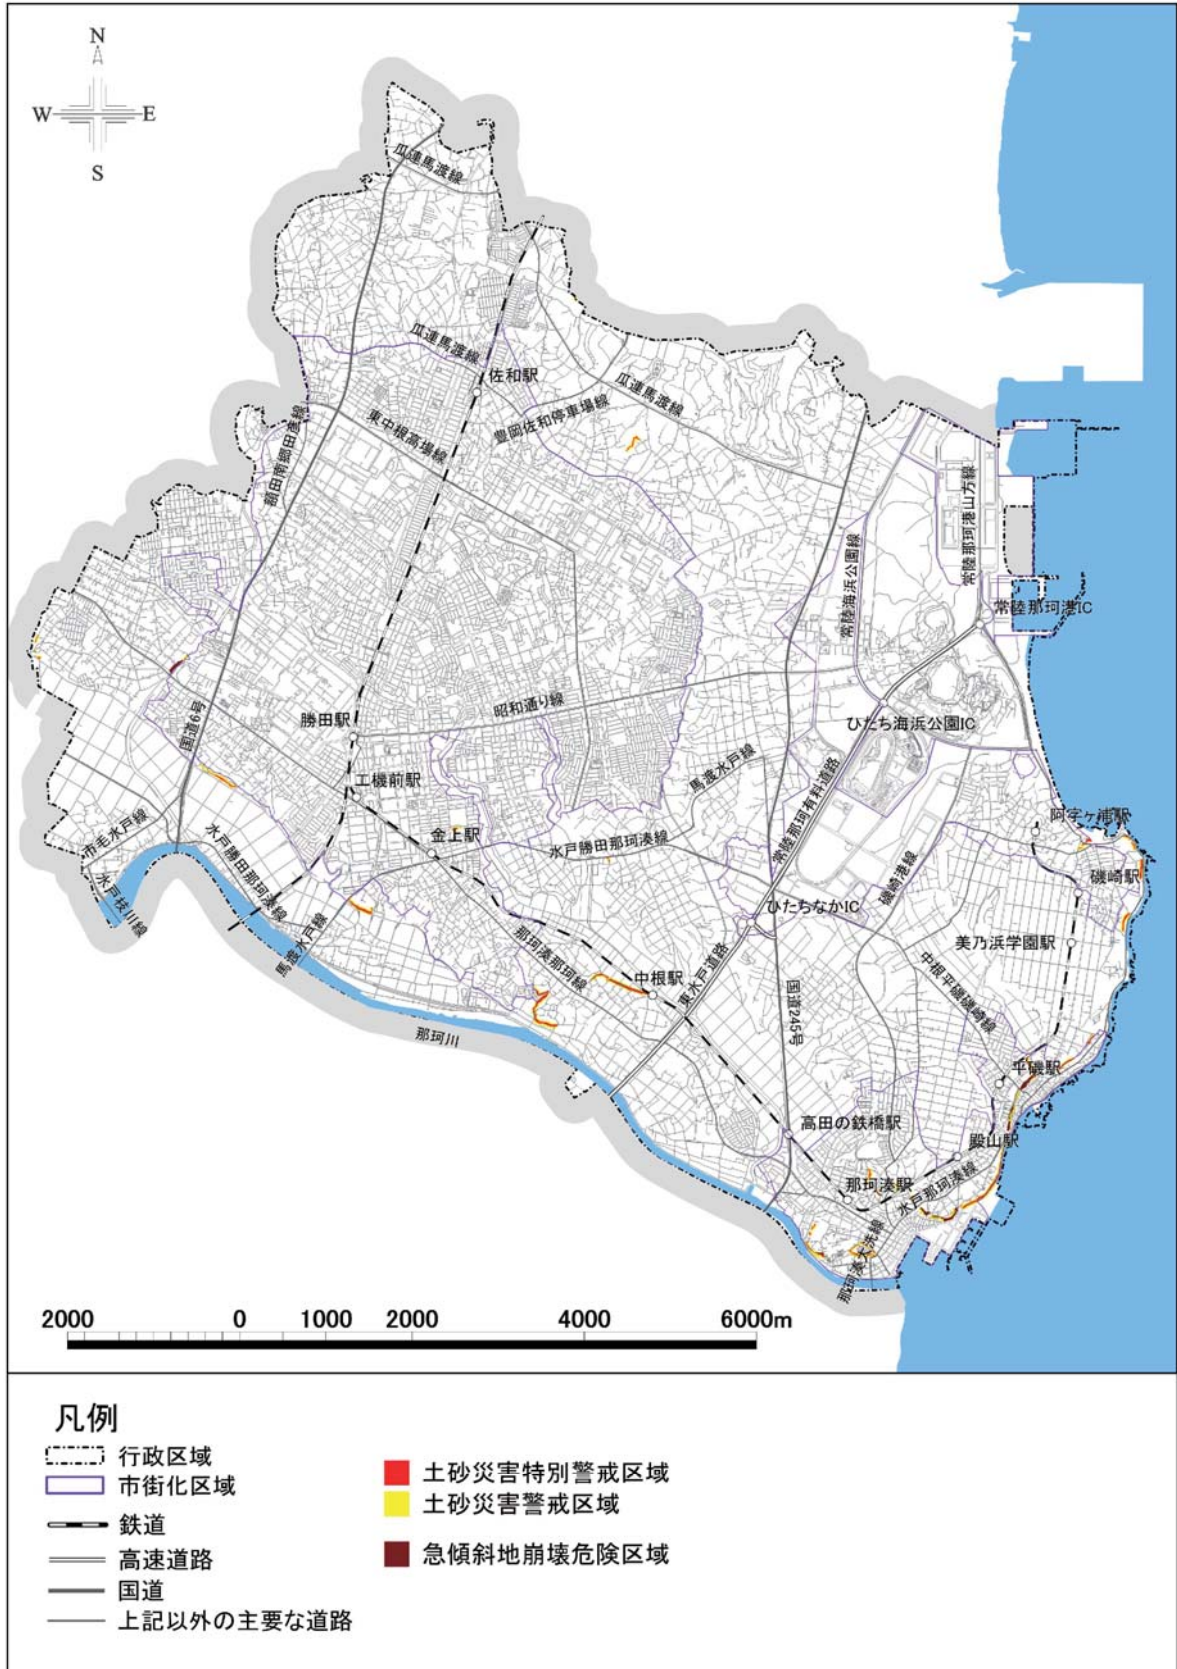 N
W E
S
瓜連馬渡線
瓜連馬渡線
佐和駅
瓜連馬渡線
豊岡佐和停車場線
東中根高場線
額田南郷田彦線
常陸那珂港山方線
常陸海浜公園線
常陸那珂港IC
昭和通り線
勝田駅
国道6号
ひたち海浜公園IC
馬渡水戸線
工機前駅
常陸那珂有料道路
阿字ヶ浦駅
市毛水戸線
水戸勝田那珂湊線
金上駅
水戸勝田那珂湊線
磯崎港線
磯崎駅
水戸枝川線
ひたちなかIC
馬渡水戸線
那珂湊那珂線
美乃浜学園駅
中根駅
東水戸道路
国道245号
中根平磯磯崎線
那珂川
平磯駅
高田の鉄橋駅
殿山駅
那珂湊駅
水戸那珂湊線
那珂湊大洗線
2000 0 1000 2000 4000 6000m
凡例
行政区域
市街化区域
鉄道
高速道路
国道
上記以外の主要な道路
土砂災害特別警戒区域
土砂災害警戒区域
急傾斜地崩壊危険区域